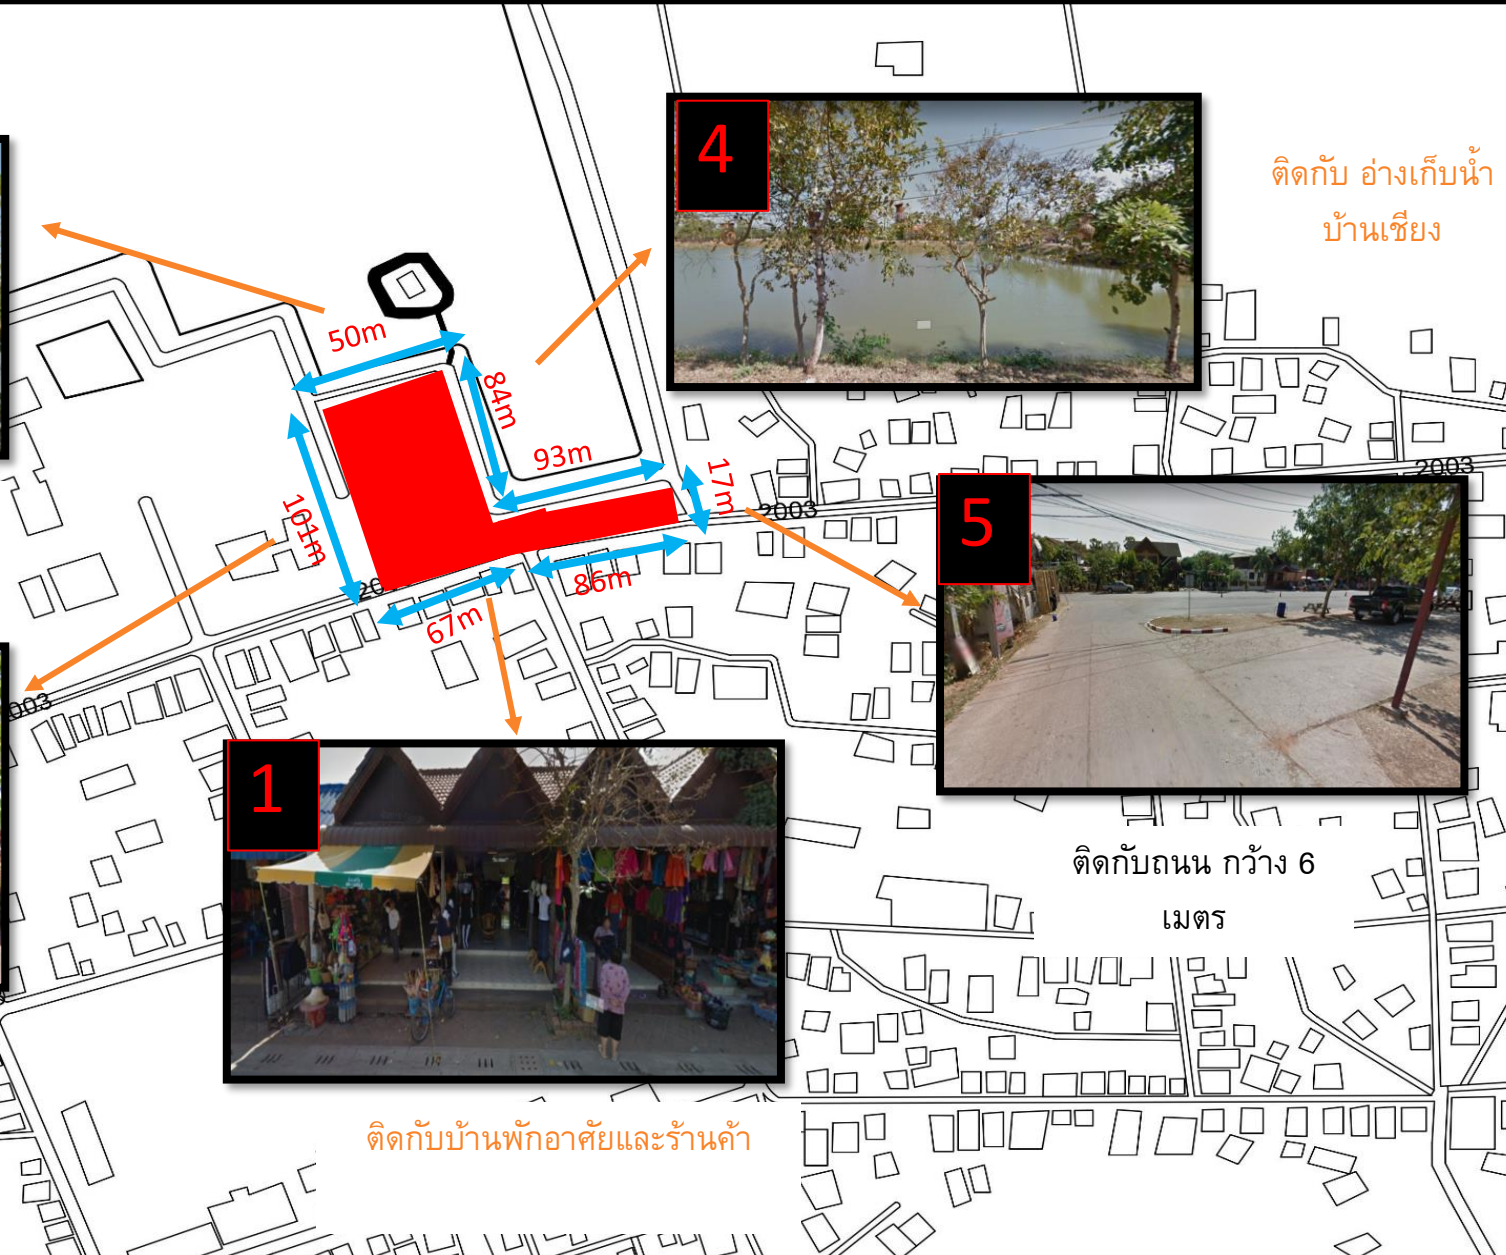 4
ติดกับ อ่างเก็บน้ำ
บ้านเชียง
50m
84m
93m
17m
2003
2003
5
101m
20
86m
67m
003
1
ติดกับถนน กว้าง 6
เมตร
ติดกับบ้านพักอาศัยและร้านค้า